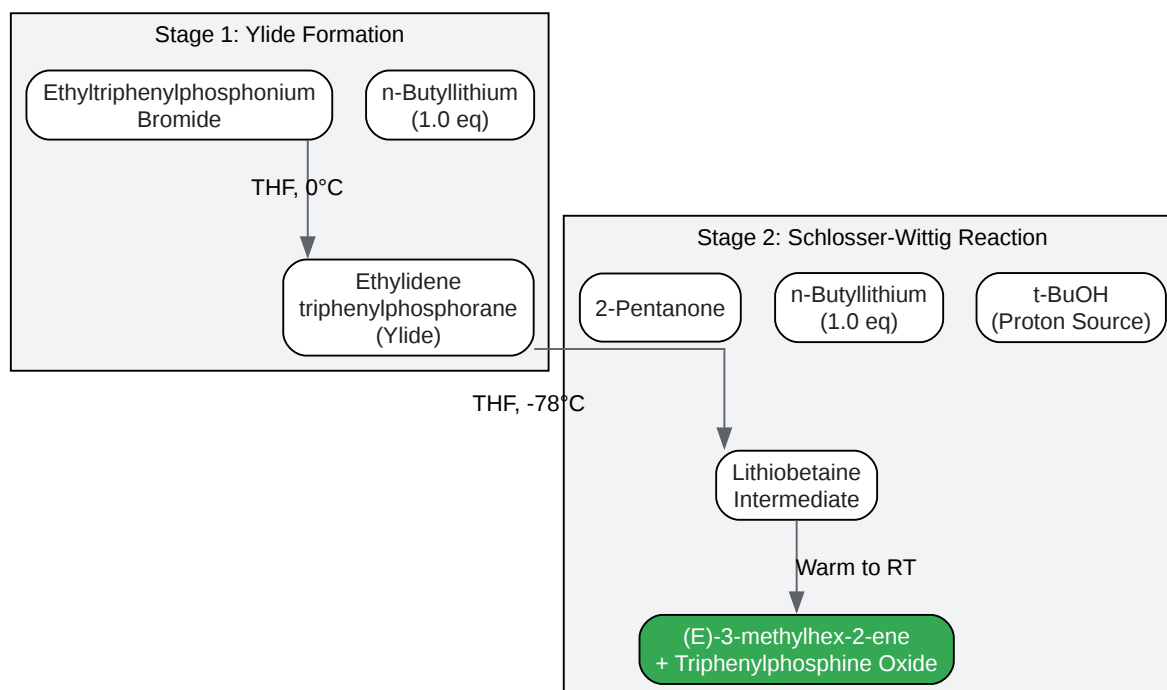 Stage 1: Ylide Formation
Ethyltriphenylphosphonium
Bromide
n-Butyllithium
(1.0 eq)
THF, 0°C
Ethylidene
triphenylphosphorane
(Ylide)
Stage 2: Schlosser-Wittig Reaction
2-Pentanone
n-Butyllithium
(1.0 eq)
t-BuOH
(Proton Source)
THF, -78°C
Lithiobetaine
Intermediate
Warm to RT
(E)-3-methylhex-2-ene
+ Triphenylphosphine Oxide